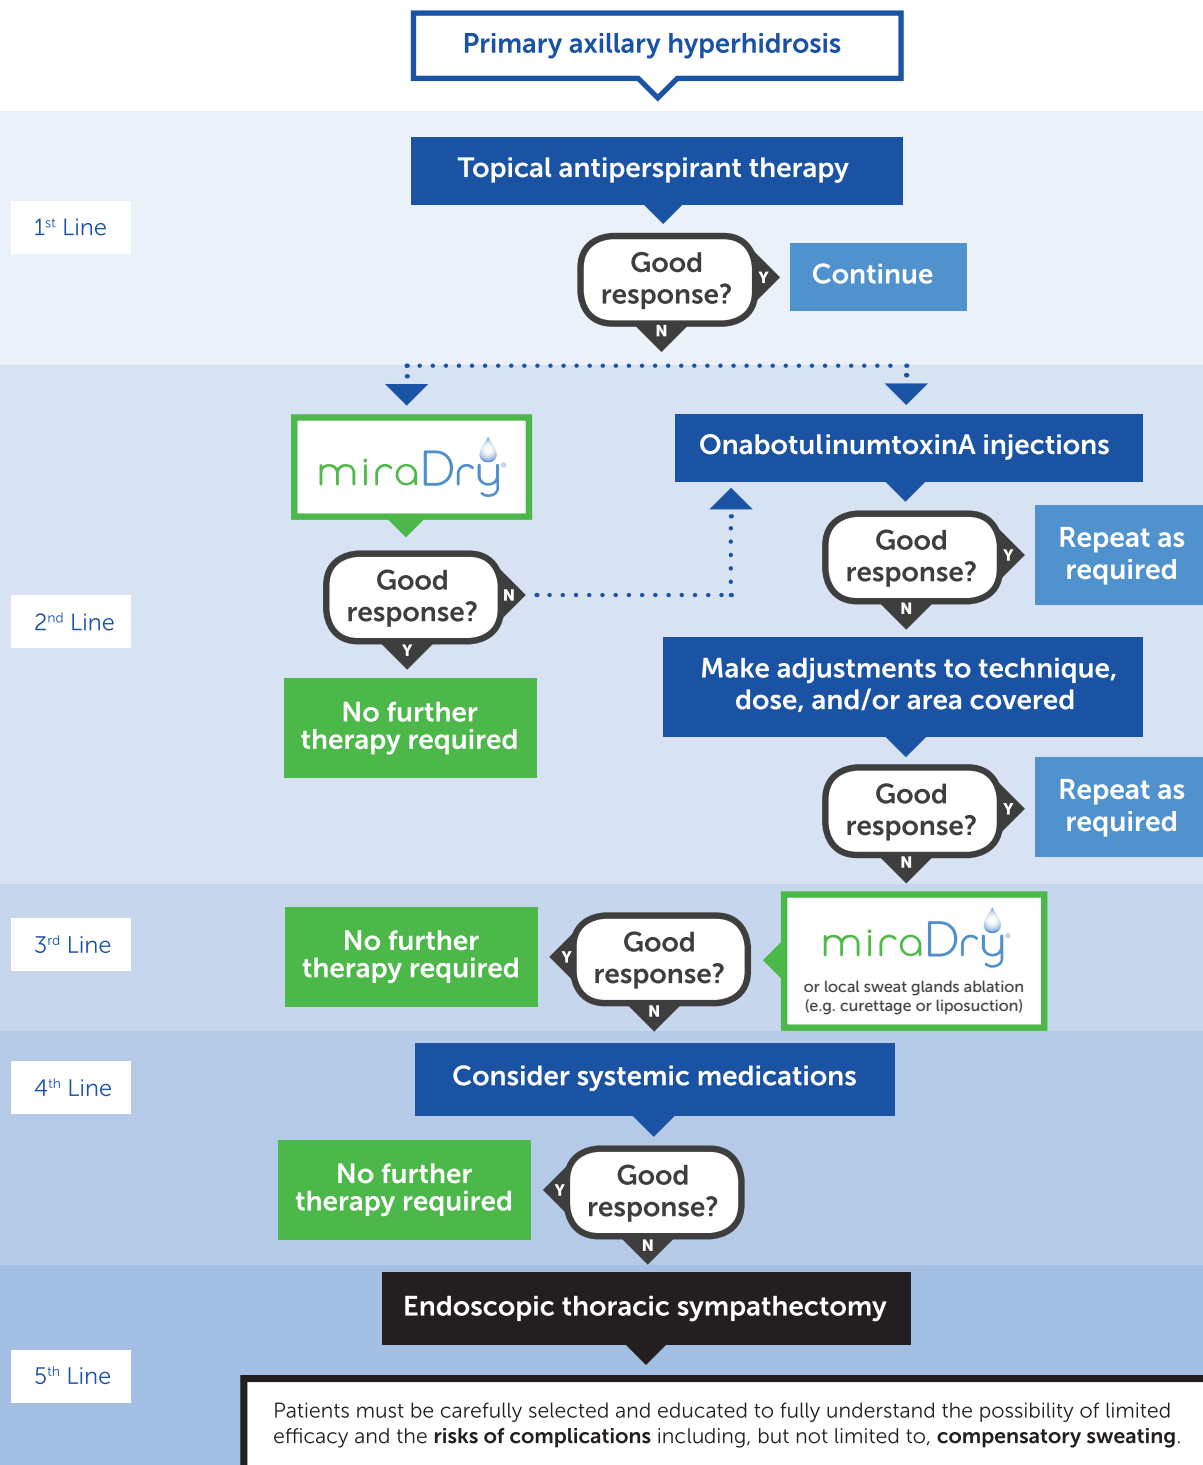 Primary axillary hyperhidrosis
Topical antiperspirant therapy
1st Line
Good
response?
Y
Continue
N
miraDry®
OnabotulinumtoxinA injections
Good
response?
Y
Repeat as
required
N
Good
response?
N
Y
2nd Line
Make adjustments to technique,
dose, and/or area covered
No further
therapy required
Good
response?
Y
Repeat as
required
N
3rd Line
miraDry®
or local sweat glands ablation
(e.g. curettage or liposuction)
Good
response?
Y
No further
therapy required
N
4th Line
Consider systemic medications
Good
response?
Y
No further
therapy required
N
5th Line
Endoscopic thoracic sympathectomy
Patients must be carefully selected and educated to fully understand the possibility of limited
efficacy and the risks of complications including, but not limited to, compensatory sweating.